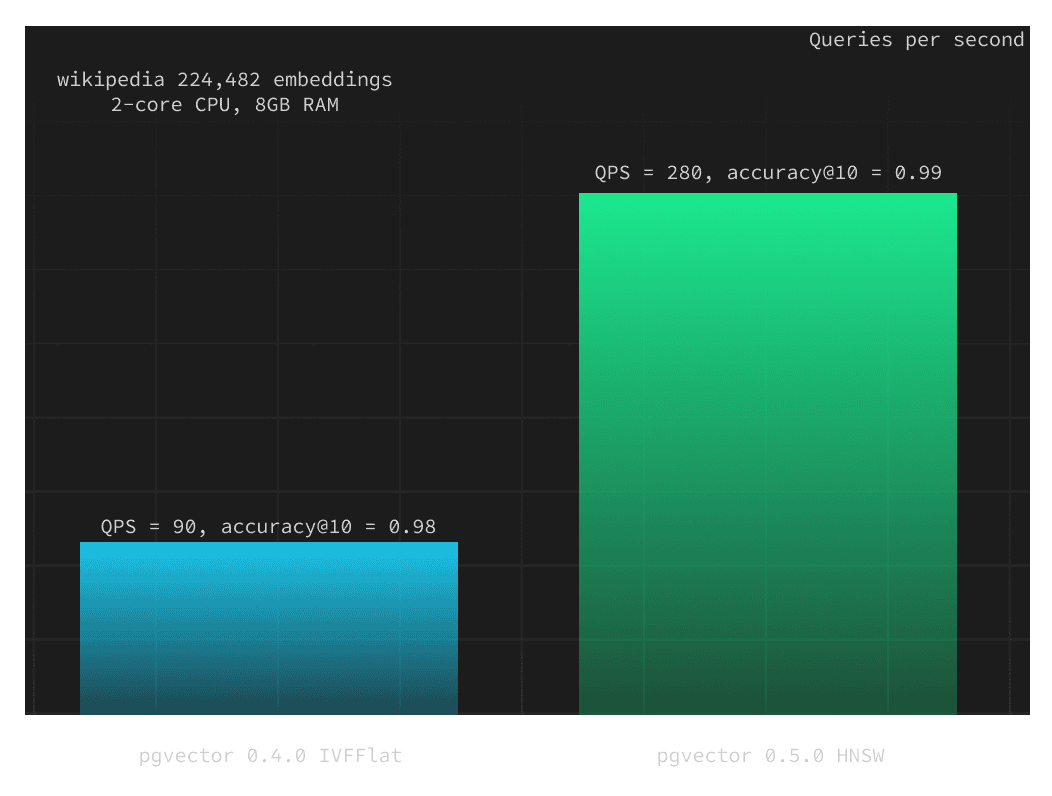 Queries per second
wikipedia 224,482 embeddings
2-core CPU, 8GB RAM
QPS = 280, accuracy@10 = 0.99
QPS = 90, accuracy@10 = 0.98
pgvector 0.4.0 IVFFlat
pgvector 0.5.0 HNSW